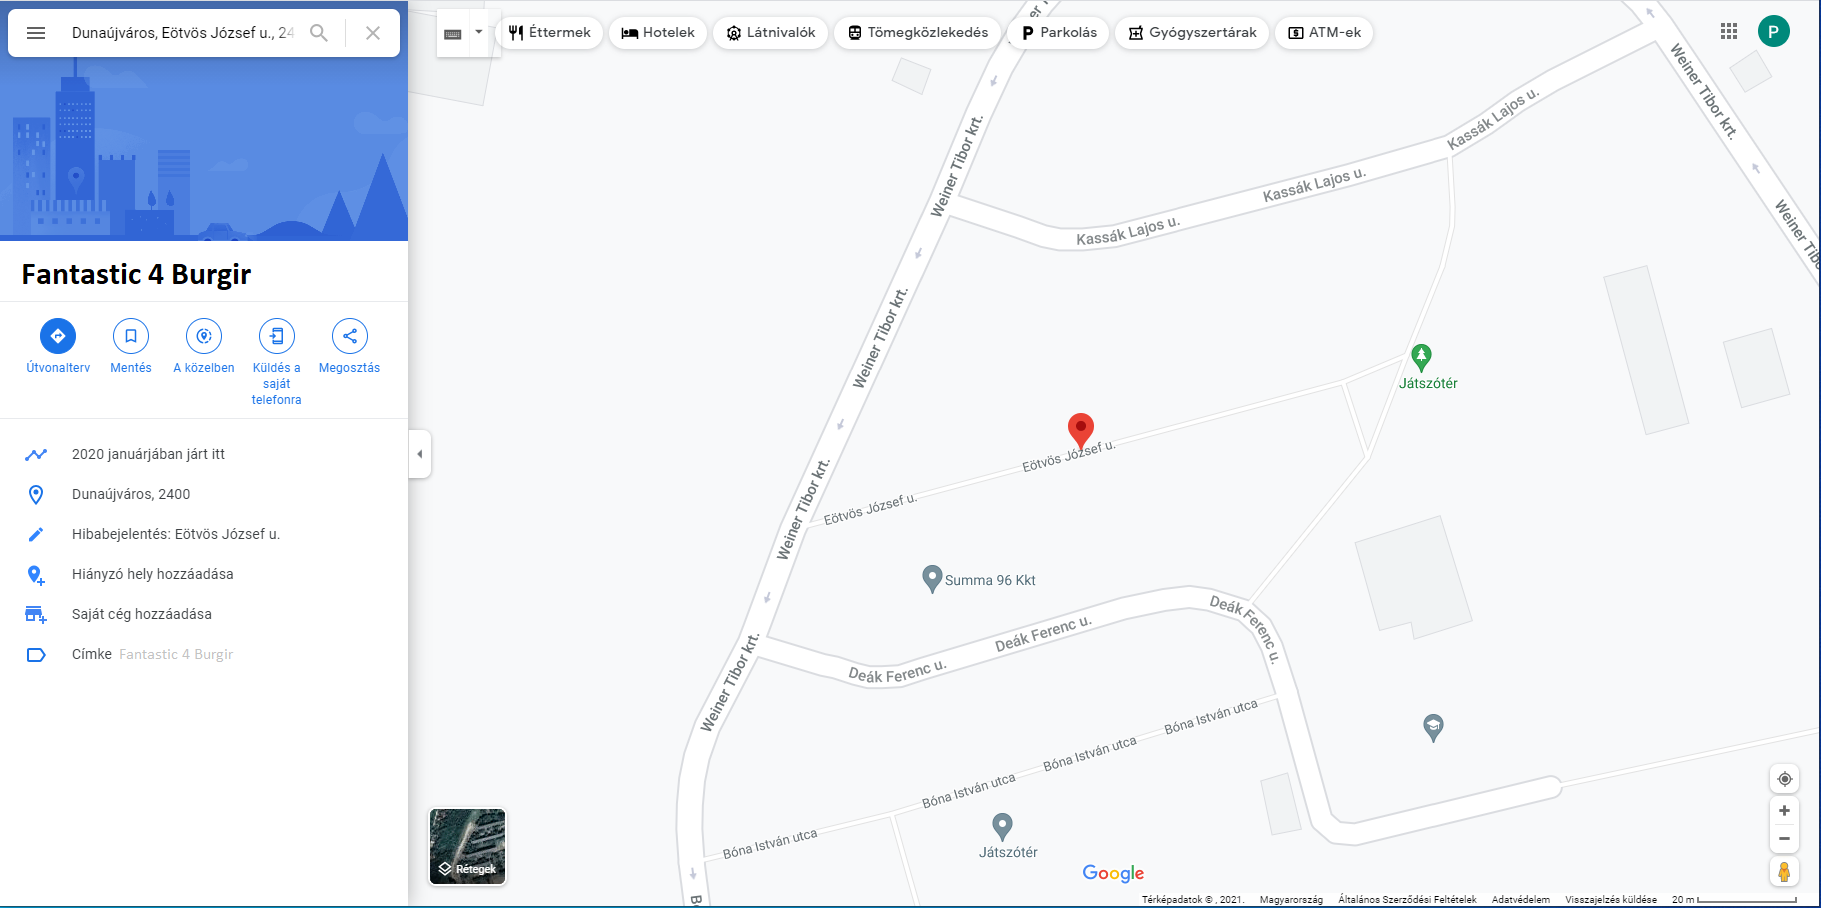 Dunaújváros, Eötvös József u., 24
Éttermek
Hotelek
Látnivalók
Tömegközlekedés
Parkolás
Gyógyszertárak
ATM-ek
P
Fantastic 4 Burgir
Útvonalterv
Mentés
A közelben
Küldés a
saját
telefonra
Megosztás
2020 januárjában járt itt
Dunaújváros, 2400
Hibabejelentés: Eötvös József u.
Hiányzó hely hozzáadása
Saját cég hozzáadása
Címke Fantastic 4 Burgir
Weiner Tibor krt.
Weiner Tibor krt.
Weiner Tibor krt.
Weiner Tibor krt.
Weiner Tibor krt.
Weiner Tibor krt.
Kassák Lajos u.
Kassák Lajos u.
Kassák Lajos u.
Játszótér
Eötvös József u.
Eötvös József u.
Summa 96 Kkt
Deák Ferenc u.
Deák Ferenc u.
Deák Ferenc u.
Bóna István utca
Bóna István utca
Bóna István utca
Bóna István utca
Játszótér
Rétegek
Google
Térképadatok © , 2021. Magyarország Általános Szerződési Feltételek Adatvédelem Visszajelzés küldése 20 m